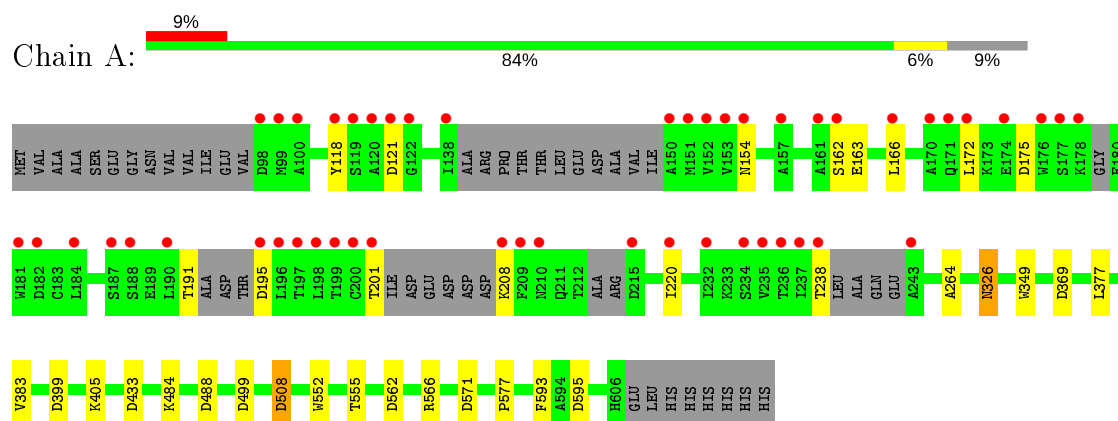 9%
Chain A:
84% 6% 9%
MET VAL ALA ALA SER GLU GLY ASN VAL VAL ILE GLU VAL D98 M99 A100 Y118 S119 A120 D121 G122 I138 ALA ARG PRO THR THR LEU GLU ASP ALA VAL ILE A150 M151 V152 V153 N154 A157 A161 S162 E163 L166 A170 Q171 L172 K173 E174 D175 W176 S177 K178 GLY
W181 D182 C183 L184 S187 S188 E189 L190 T191 ALA ASP THR D195 L196 T197 L198 T199 C200 T201 ILE ASP GLU ASP ASP ASP K208 F209 N210 Q211 T212 ALA ARG D215 I220 I232 K233 S234 V235 T236 I237 T238 LEU ALA GLN GLU A243 A264 N326 W349 D369 L377
V383 D399 K405 D433 K484 D488 D499 D508 W552 T555 D562 R566 D571 P577 F593 A594 D595 H606 GLU LEU HIS HIS HIS HIS HIS HIS